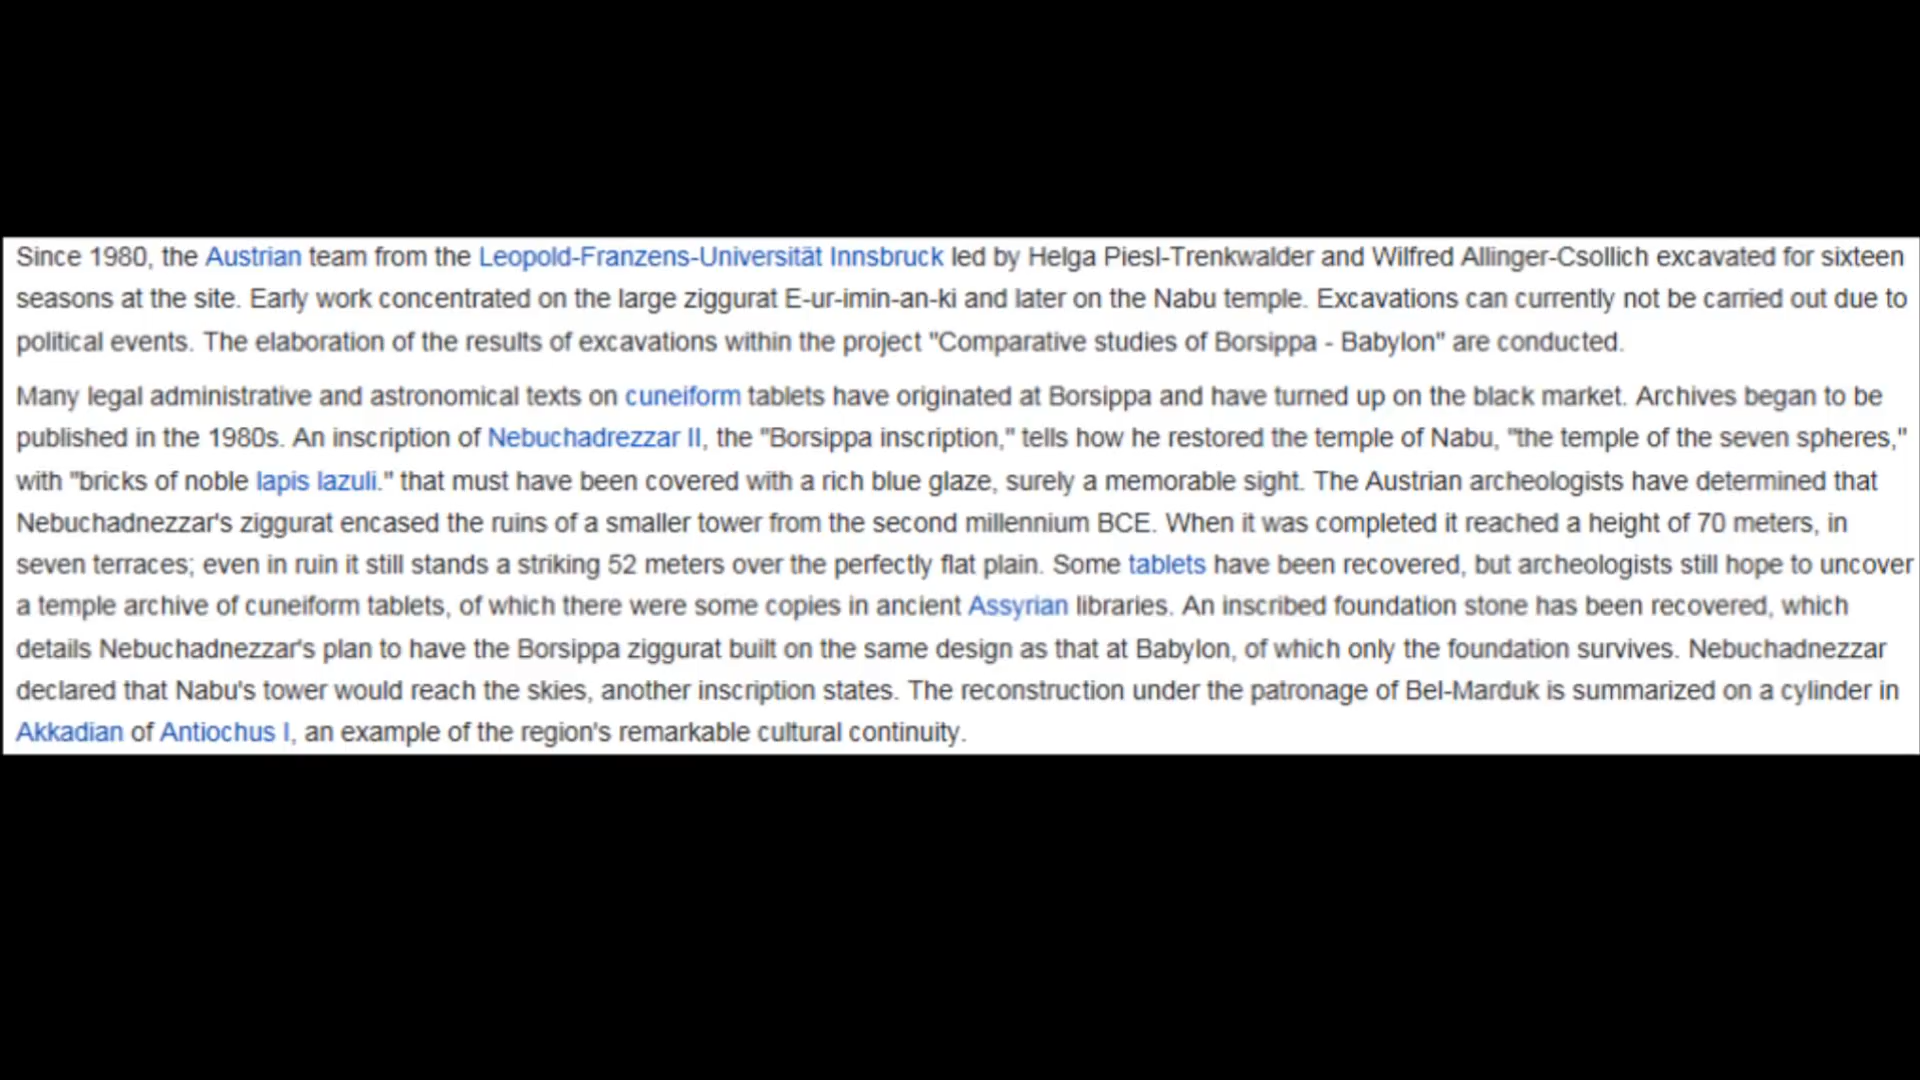 Since 1980, the Austrian team from the Leopold-Franzens-Universität Innsbruck led by Helga Piesl-Trenkwalder and Wilfred Allinger-Csollich excavated for sixteen
seasons at the site. Early work concentrated on the large ziggurat E-ur-imin-an-ki and later on the Nabu temple. Excavations can currently not be carried out due to
political events. The elaboration of the results of excavations within the project "Comparative studies of Borsippa - Babylon" are conducted.
Many legal administrative and astronomical texts on cuneiform tablets have originated at Borsippa and have turned up on the black market. Archives began to be
published in the 1980s. An inscription of Nebuchadrezzar II, the "Borsippa inscription," tells how he restored the temple of Nabu, "the temple of the seven spheres,"
with "bricks of noble lapis lazuli." that must have been covered with a rich blue glaze, surely a memorable sight. The Austrian archeologists have determined that
Nebuchadnezzar's ziggurat encased the ruins of a smaller tower from the second millennium BCE. When it was completed it reached a height of 70 meters, in
seven terraces; even in ruin it still stands a striking 52 meters over the perfectly flat plain. Some tablets have been recovered, but archeologists still hope to uncover
a temple archive of cuneiform tablets, of which there were some copies in ancient Assyrian libraries. An inscribed foundation stone has been recovered, which
details Nebuchadnezzar's plan to have the Borsippa ziggurat built on the same design as that at Babylon, of which only the foundation survives. Nebuchadnezzar
declared that Nabu's tower would reach the skies, another inscription states. The reconstruction under the patronage of Bel-Marduk is summarized on a cylinder in
Akkadian of Antiochus I, an example of the region's remarkable cultural continuity.